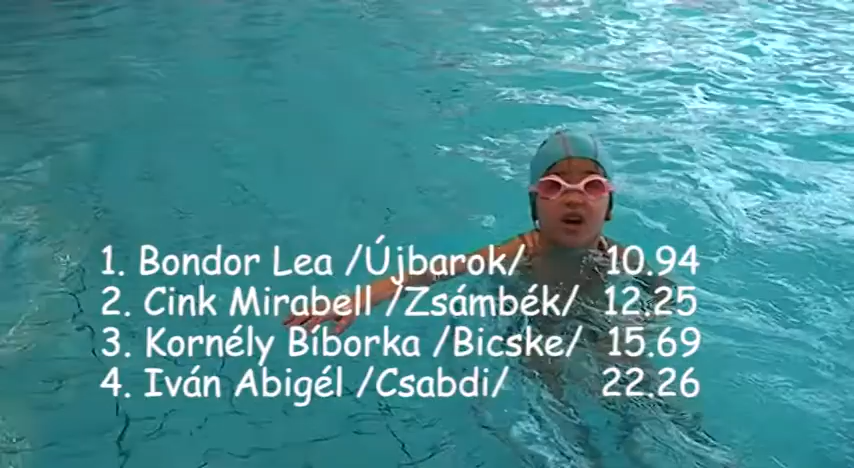 1. Bondor Lea /Újbarok/ 10.94
2. Cink Mirabell /Zsámbék/ 12.25
3. Kornély Bíborka /Bicske/ 15.69
4. Iván Abigél /Csabdi/ 22.26